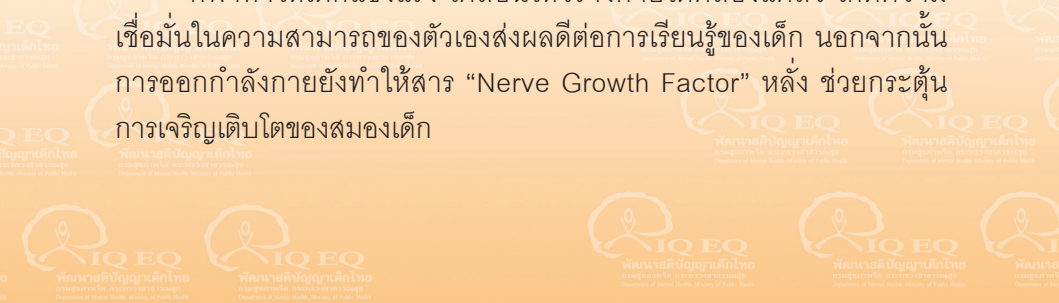 เชื่อมั่นในความสามารถของตัวเองส่งผลดีต่อการเรียนรู้ของเด็ก นอกจากนั้น
การออกกำลังกายยังทำให้สาร “Nerve Growth Factor” หลั่ง ช่วยกระตุ้น
การเจริญเติบโตของสมองเด็ก
IQ EQ
พัฒนาสติปัญญาเด็กไทย